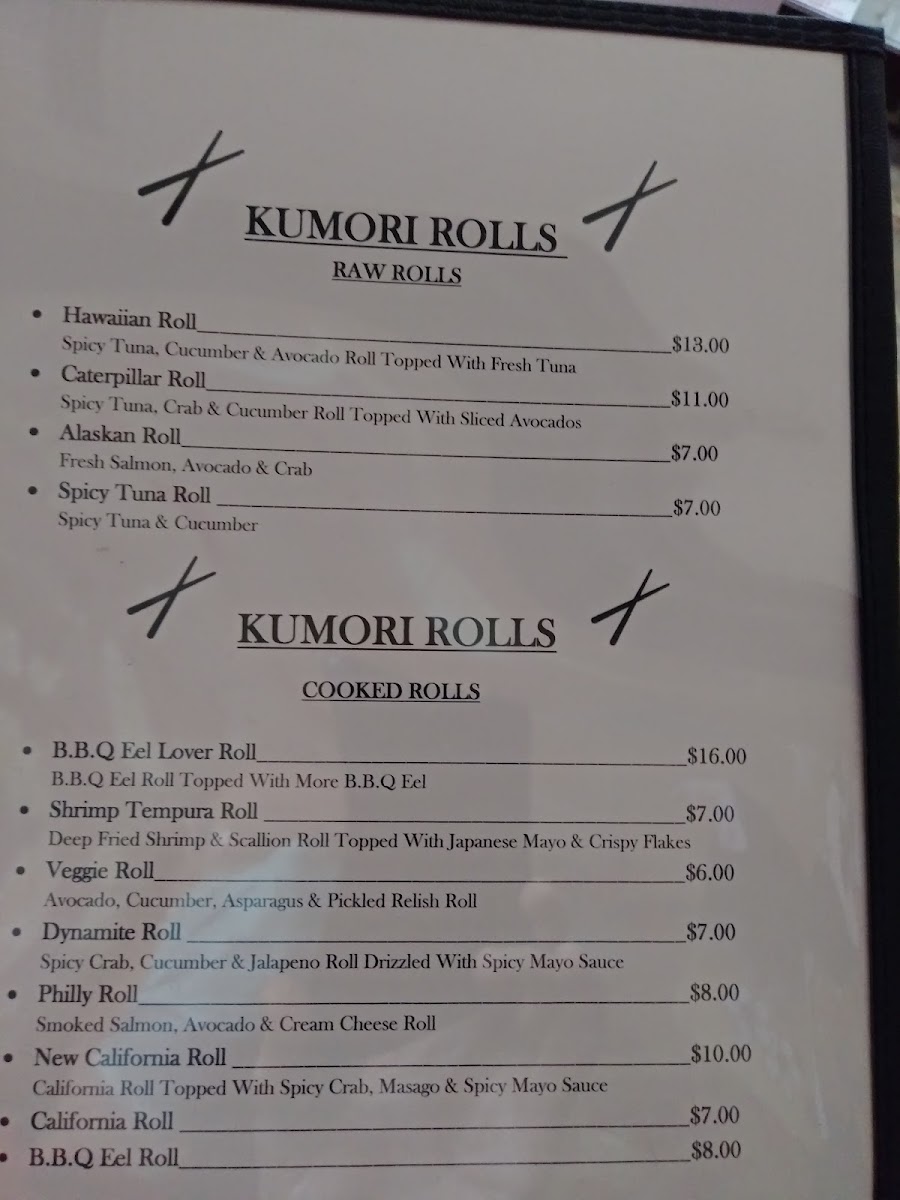 KUMORI ROLLS
RAW ROLLS
• Hawaiian Roll $13.00
Spicy Tuna, Cucumber & Avocado Roll Topped With Fresh Tuna
• Caterpillar Roll $11.00
Spicy Tuna, Crab & Cucumber Roll Topped With Sliced Avocados
• Alaskan Roll $7.00
Fresh Salmon, Avocado & Crab
• Spicy Tuna Roll $7.00
Spicy Tuna & Cucumber
KUMORI ROLLS
COOKED ROLLS
• B.B.Q Eel Lover Roll $16.00
B.B.Q Eel Roll Topped With More B.B.Q Eel
• Shrimp Tempura Roll $7.00
Deep Fried Shrimp & Scallion Roll Topped With Japanese Mayo & Crispy Flakes
• Veggie Roll $6.00
Avocado, Cucumber, Asparagus & Pickled Relish Roll
• Dynamite Roll $7.00
Spicy Crab, Cucumber & Jalapeno Roll Drizzled With Spicy Mayo Sauce
• Philly Roll $8.00
Smoked Salmon, Avocado & Cream Cheese Roll
• New California Roll $10.00
California Roll Topped With Spicy Crab, Masago & Spicy Mayo Sauce
• California Roll $7.00
• B.B.Q Eel Roll $8.00